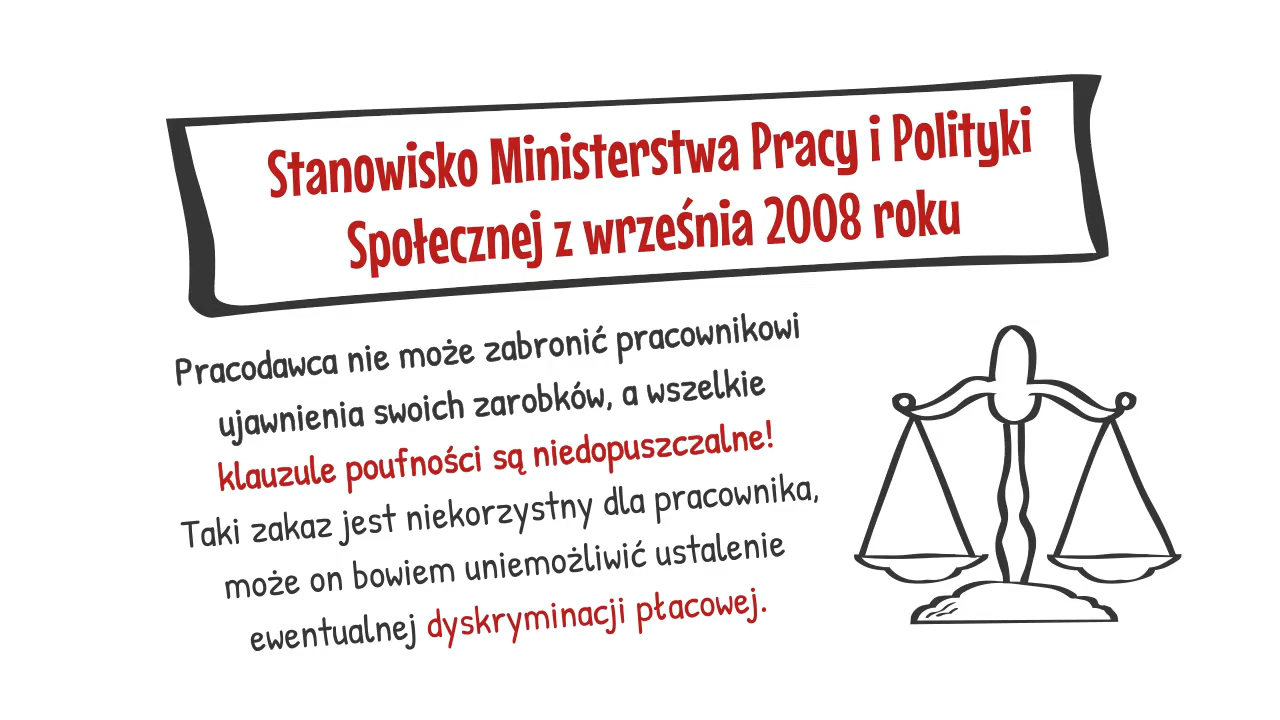 Stanowisko Ministerstwa Pracy i Polityki
Społecznej z września 2008 roku
Pracodawca nie może zabronić pracownikowi
ujawnienia swoich zarobków, a wszelkie
klauzule poufności są niedopuszczalne!
Taki zakaz jest niekorzystny dla pracownika,
może on bowiem uniemożliwić ustalenie
ewentualnej dyskryminacji płacowej.